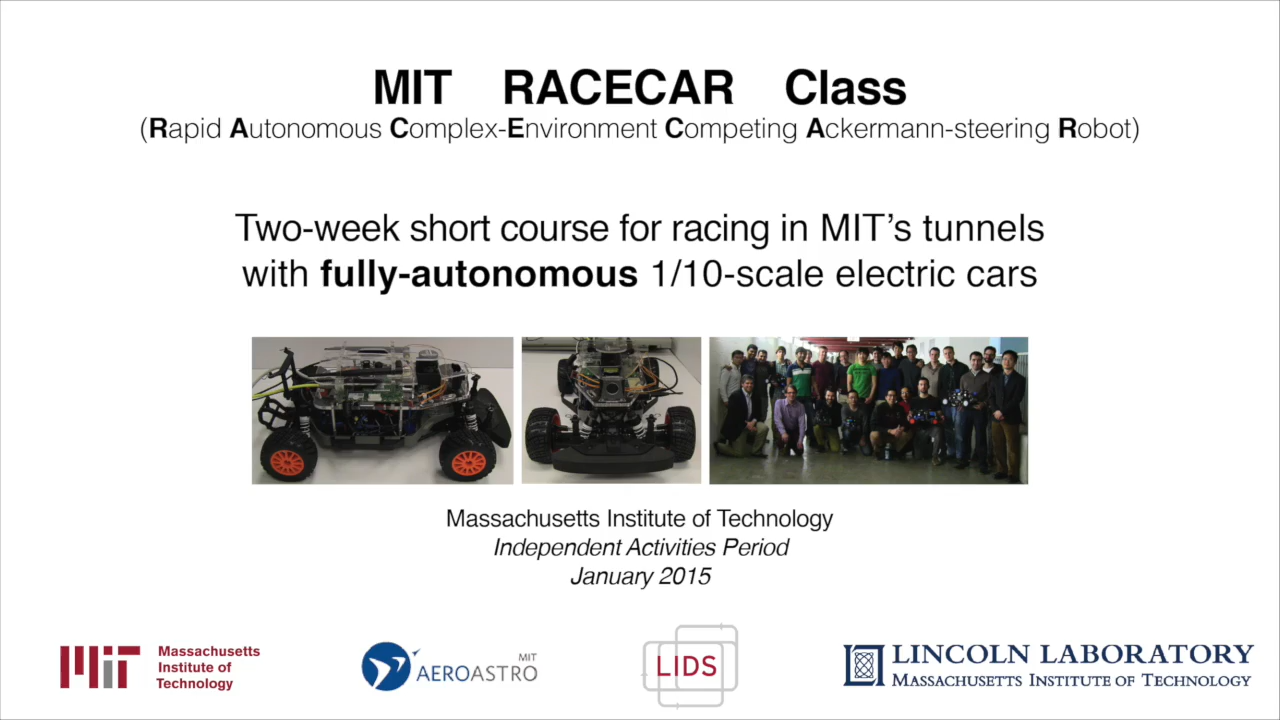 MIT RACECAR Class
(Rapid Autonomous Complex-Environment Competing Ackermann-steering Robot)
Two-week short course for racing in MIT's tunnels
with fully-autonomous 1/10-scale electric cars
Massachusetts Institute of Technology
Independent Activities Period
January 2015
MIT
Massachusetts
Institute of
Technology
MIT
AEROASTRO
LIDS
LINCOLN LABORATORY
MASSACHUSETTS INSTITUTE OF TECHNOLOGY